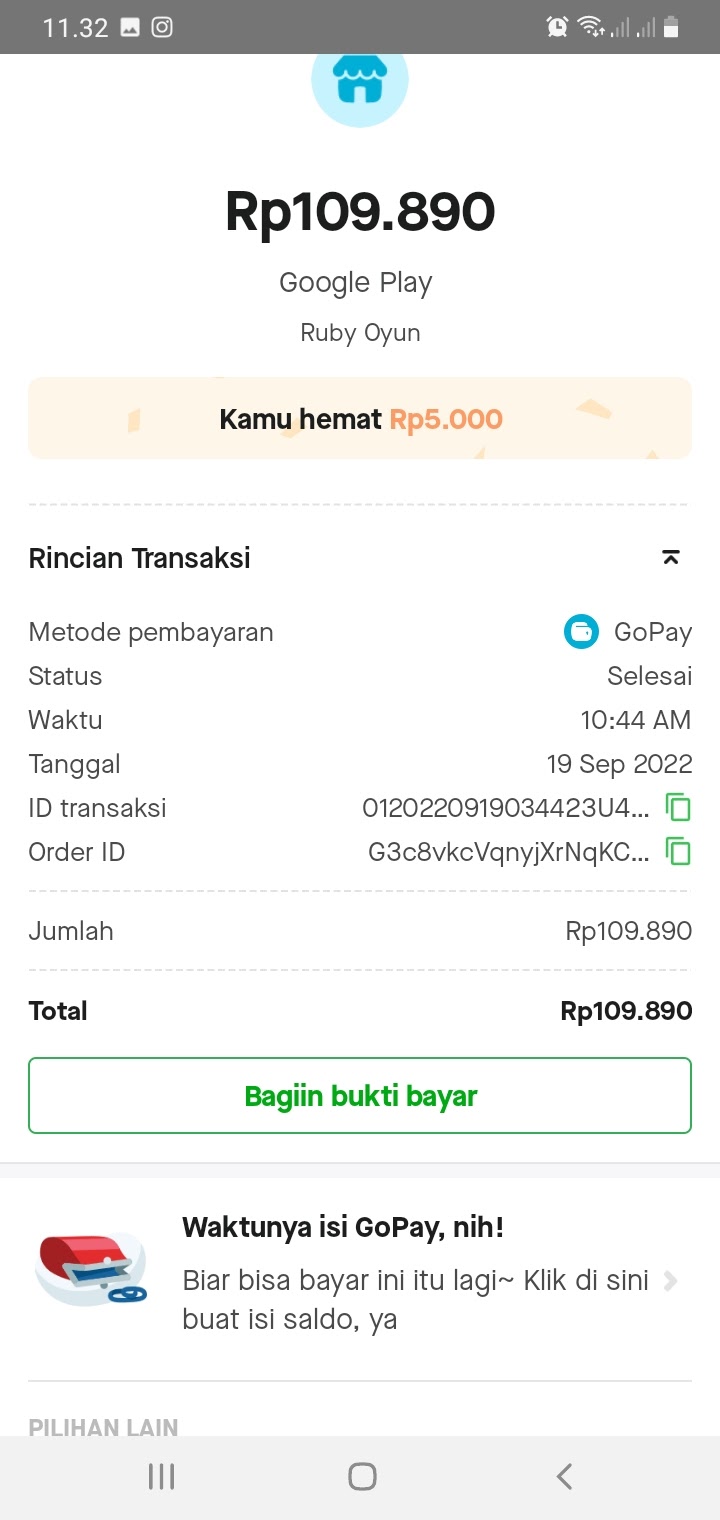 11.32
Rp109.890
Google Play
Ruby Oyun
Kamu hemat Rp5.000
Rincian Transaksi
Metode pembayaran GoPay
Status Selesai
Waktu 10:44 AM
Tanggal 19 Sep 2022
ID transaksi 0120220919034423U4...
Order ID G3c8vkcVqnyjXrNqKC...
Jumlah Rp109.890
Total Rp109.890
Bagiin bukti bayar
Waktunya isi GoPay, nih!
Biar bisa bayar ini itu lagi~ Klik di sini
buat isi saldo, ya
PILIHAN LAIN